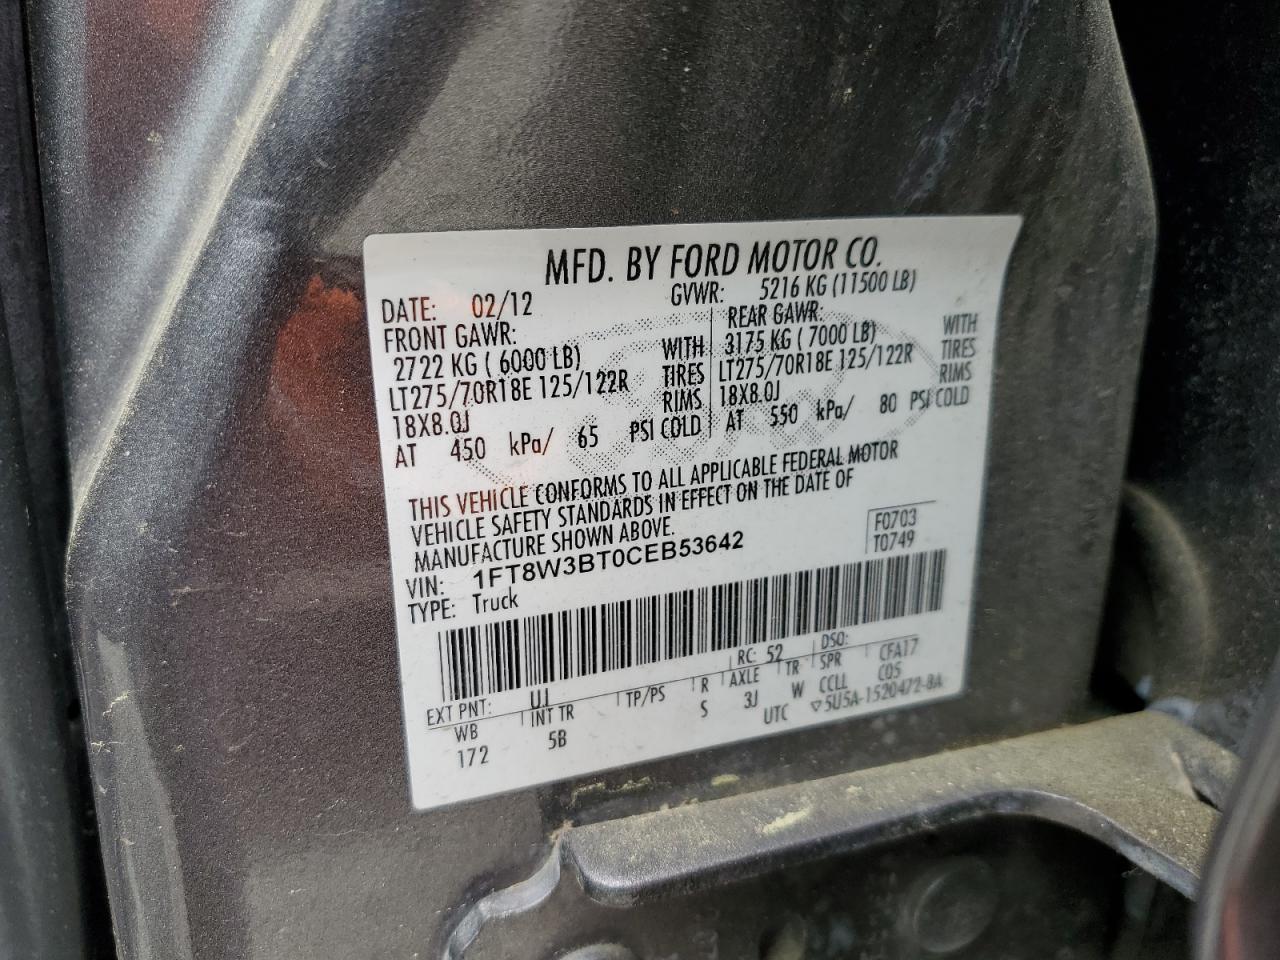 MFD. BY FORD MOTOR CO.
DATE: 02/12 GVWR: 5216 KG (11500 LB)
FRONT GAWR: REAR GAWR:
2722 KG ( 6000 LB) WITH 3175 KG ( 7000 LB) WITH
LT275/70R18E 125/122R TIRES LT275/70R18E 125/122R TIRES
18X8.0J RIMS 18X8.0J RIMS
AT 450 kPa/ 65 PSI COLD AT 550 kPa/ 80 PSI COLD
THIS VEHICLE CONFORMS TO ALL APPLICABLE FEDERAL MOTOR
VEHICLE SAFETY STANDARDS IN EFFECT ON THE DATE OF
MANUFACTURE SHOWN ABOVE.
VIN: 1FT8W3BT0CEB53642 F0703
TYPE: Truck T0749
EXT PNT: UJ RC: 52 DSO:
WB INT TR TP/PS R AXLE TR SPR CFA17
172 5B S 3J W CCLL C05
UTC ▽5U5A-1520472-BA